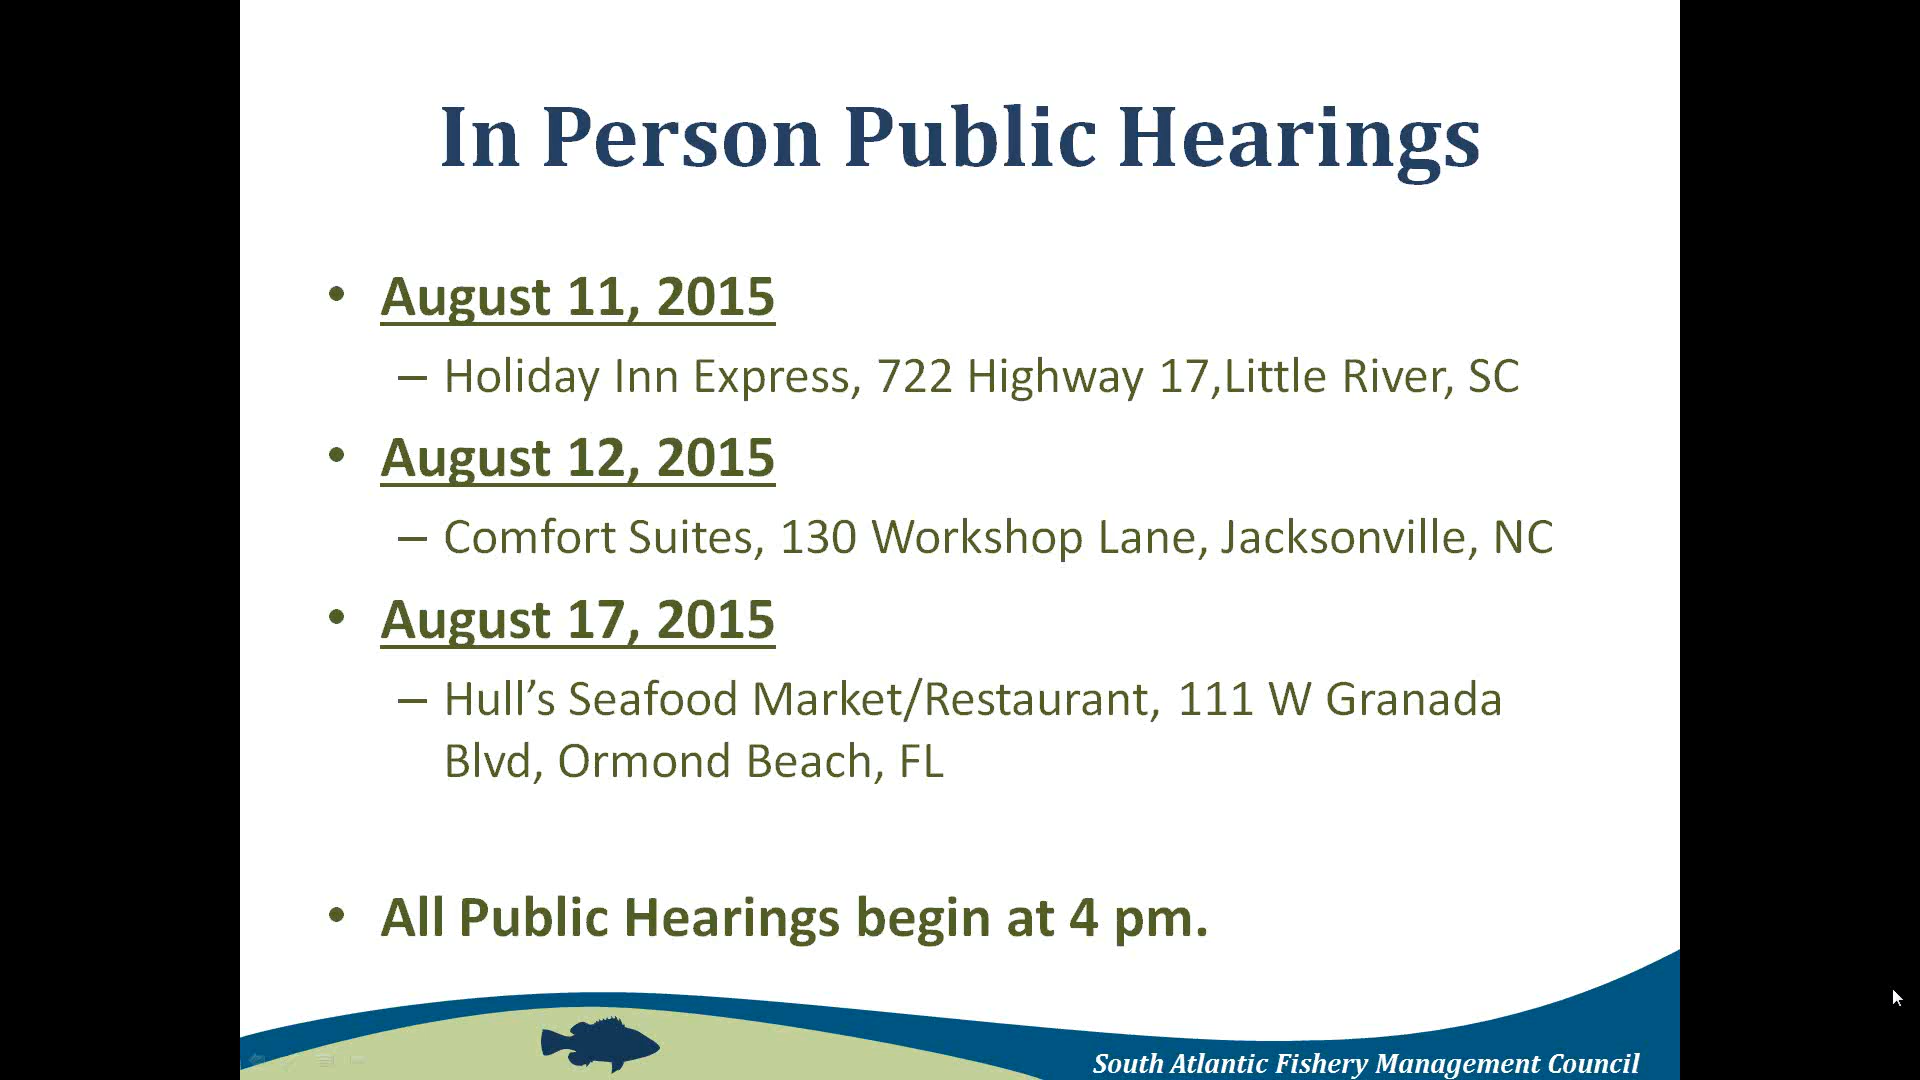 In Person Public Hearings
• August 11, 2015
– Holiday Inn Express, 722 Highway 17,Little River, SC
• August 12, 2015
– Comfort Suites, 130 Workshop Lane, Jacksonville, NC
• August 17, 2015
– Hull’s Seafood Market/Restaurant, 111 W Granada
Blvd, Ormond Beach, FL
• All Public Hearings begin at 4 pm.
South Atlantic Fishery Management Council